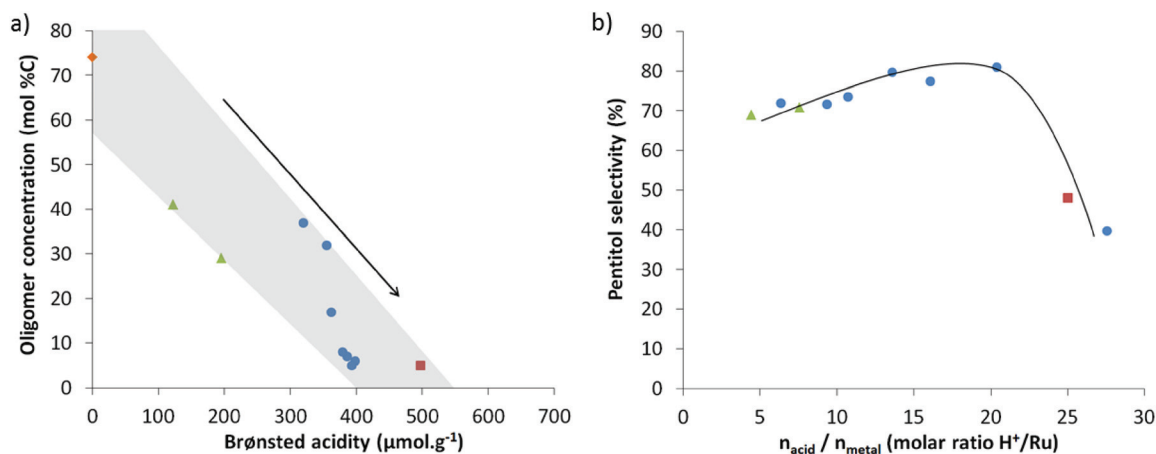 a)
Oligomer concentration (mol %C)
80
70
60
50
40
30
20
10
0
0 100 200 300 400 500 600 700
Brønsted acidity (µmol.g⁻¹)
b)
Pentitol selectivity (%)
90
80
70
60
50
40
30
20
10
0
0 5 10 15 20 25 30
n_acid / n_metal (molar ratio H⁺/Ru)